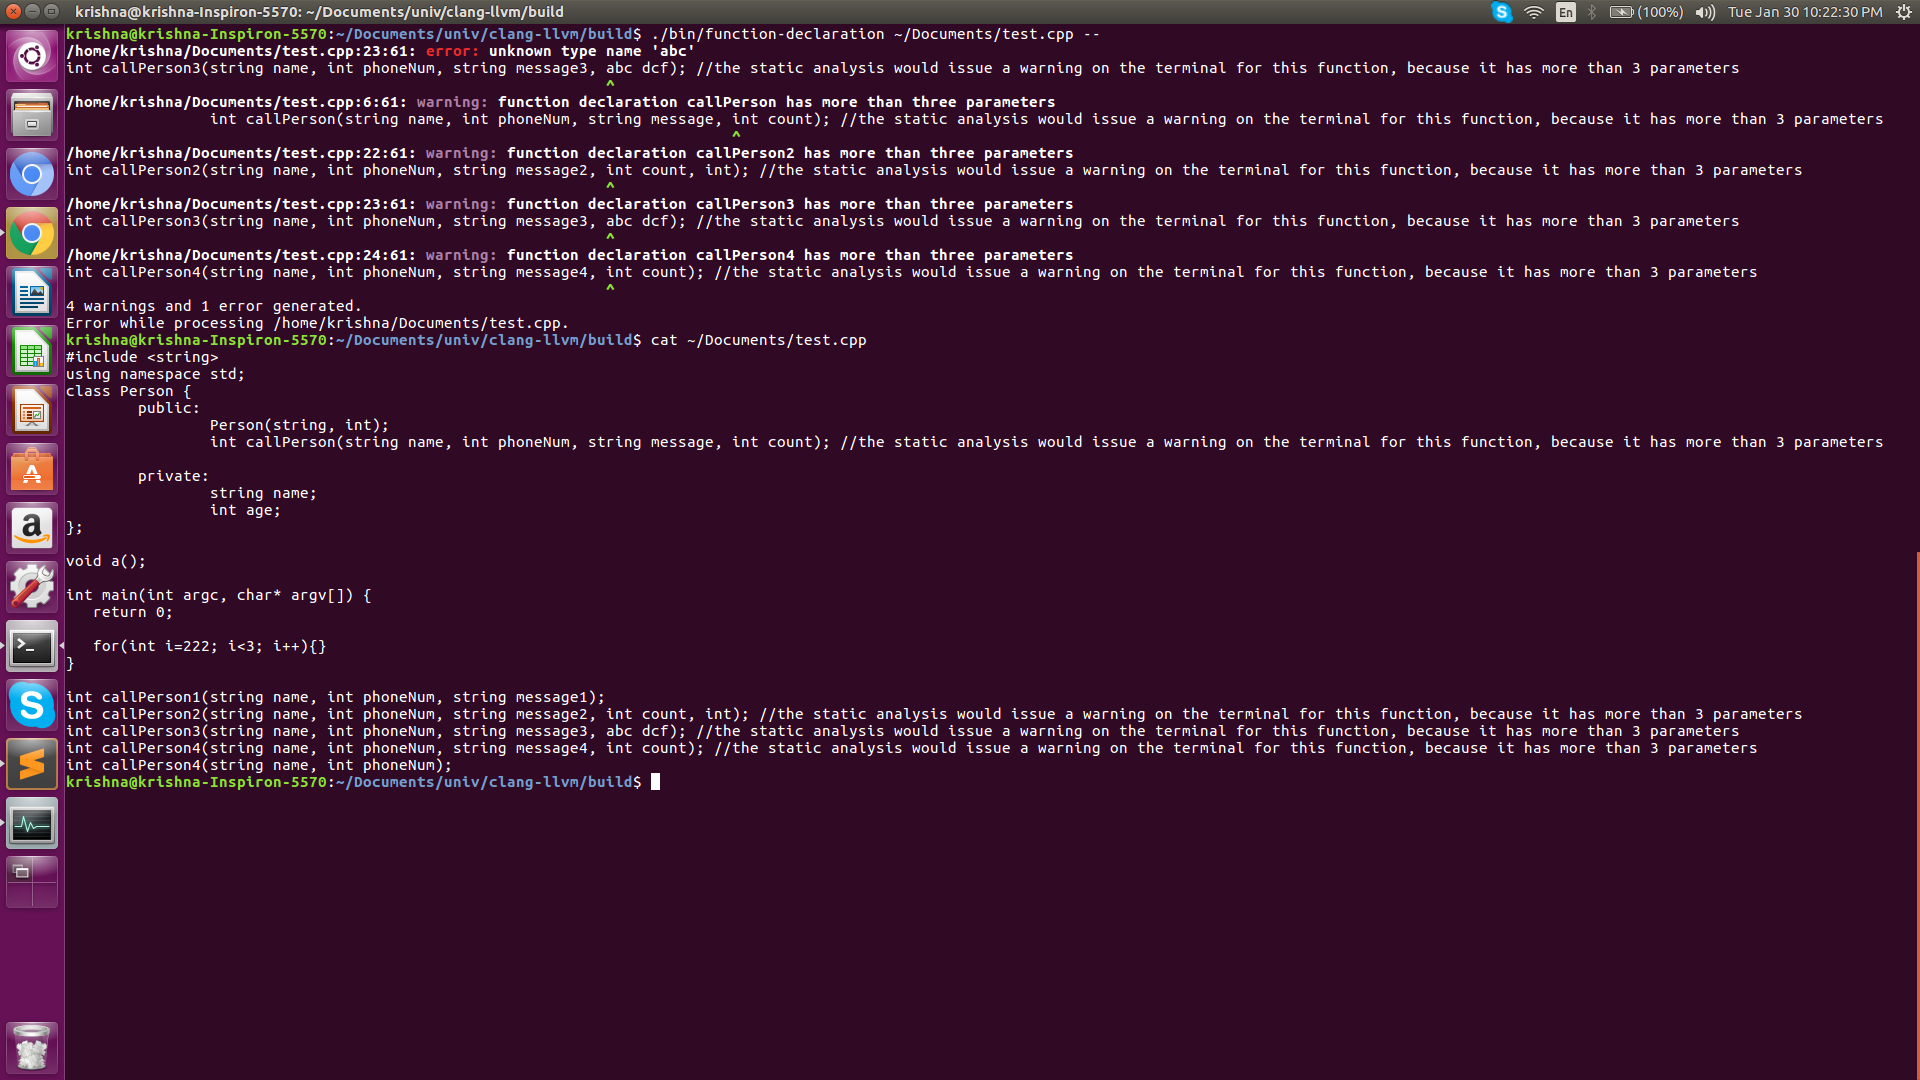 krishna@krishna-Inspiron-5570: ~/Documents/univ/clang-llvm/build
En
(100%)
Tue Jan 30 10:22:30 PM
krishna@krishna-Inspiron-5570:~/Documents/univ/clang-llvm/build$ ./bin/function-declaration ~/Documents/test.cpp --
/home/krishna/Documents/test.cpp:23:61: error: unknown type name 'abc'
int callPerson3(string name, int phoneNum, string message3, abc dcf); //the static analysis would issue a warning on the terminal for this function, because it has more than 3 parameters
^
/home/krishna/Documents/test.cpp:6:61: warning: function declaration callPerson has more than three parameters
int callPerson(string name, int phoneNum, string message, int count); //the static analysis would issue a warning on the terminal for this function, because it has more than 3 parameters
^
/home/krishna/Documents/test.cpp:22:61: warning: function declaration callPerson2 has more than three parameters
int callPerson2(string name, int phoneNum, string message2, int count, int); //the static analysis would issue a warning on the terminal for this function, because it has more than 3 parameters
^
/home/krishna/Documents/test.cpp:23:61: warning: function declaration callPerson3 has more than three parameters
int callPerson3(string name, int phoneNum, string message3, abc dcf); //the static analysis would issue a warning on the terminal for this function, because it has more than 3 parameters
^
/home/krishna/Documents/test.cpp:24:61: warning: function declaration callPerson4 has more than three parameters
int callPerson4(string name, int phoneNum, string message4, int count); //the static analysis would issue a warning on the terminal for this function, because it has more than 3 parameters
^
4 warnings and 1 error generated.
Error while processing /home/krishna/Documents/test.cpp.
krishna@krishna-Inspiron-5570:~/Documents/univ/clang-llvm/build$ cat ~/Documents/test.cpp
#include <string>
using namespace std;
class Person {
public:
Person(string, int);
int callPerson(string name, int phoneNum, string message, int count); //the static analysis would issue a warning on the terminal for this function, because it has more than 3 parameters
private:
string name;
int age;
};
void a();
int main(int argc, char* argv[]) {
return 0;
for(int i=222; i<3; i++){}
}
int callPerson1(string name, int phoneNum, string message1);
int callPerson2(string name, int phoneNum, string message2, int count, int); //the static analysis would issue a warning on the terminal for this function, because it has more than 3 parameters
int callPerson3(string name, int phoneNum, string message3, abc dcf); //the static analysis would issue a warning on the terminal for this function, because it has more than 3 parameters
int callPerson4(string name, int phoneNum, string message4, int count); //the static analysis would issue a warning on the terminal for this function, because it has more than 3 parameters
int callPerson4(string name, int phoneNum);
krishna@krishna-Inspiron-5570:~/Documents/univ/clang-llvm/build$